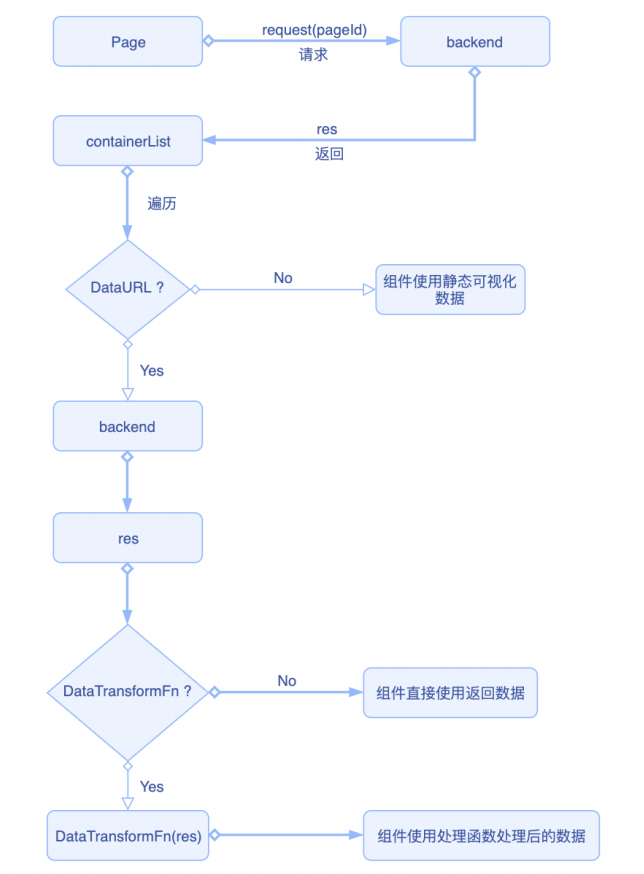 Page
request(pageId)
请求
backend
res
返回
containerList
遍历
DataURL ?
No
组件使用静态可视化
数据
Yes
backend
res
DataTransformFn ?
No
组件直接使用返回数据
Yes
DataTransformFn(res)
组件使用处理函数处理后的数据